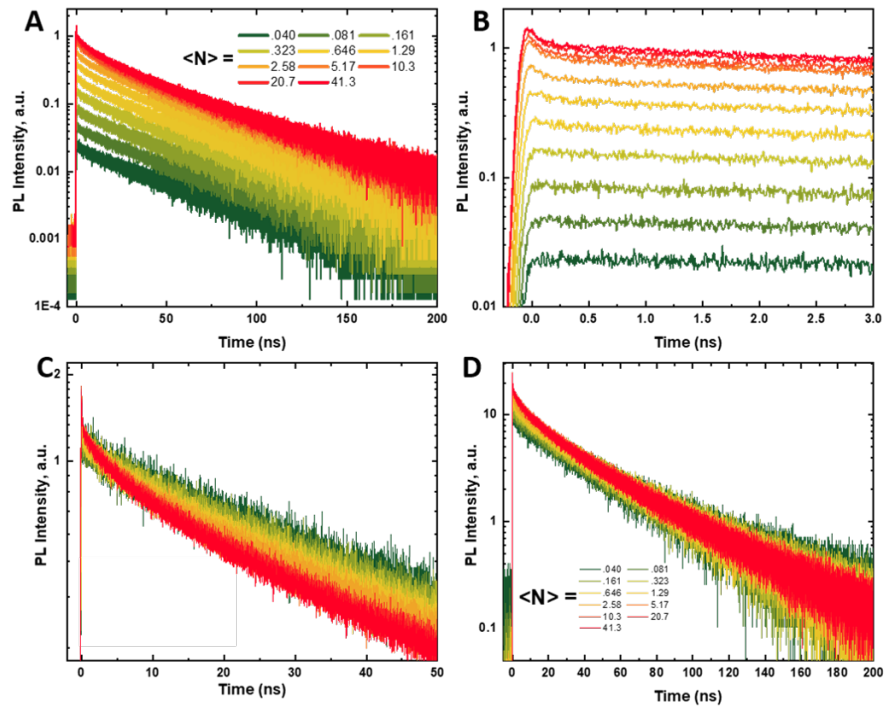 A
<N> =
.040 .081 .161
.323 .646 1.29
2.58 5.17 10.3
20.7 41.3
PL Intensity, a.u.
1
0.1
0.01
0.001
1E-4
0 50 100 150 200
Time (ns)
B
PL Intensity, a.u.
1
0.1
0.01
0.0 0.5 1.0 1.5 2.0 2.5 3.0
Time (ns)
C
PL Intensity, a.u.
2
1
0 10 20 30 40 50
Time (ns)
D
PL Intensity, a.u.
10
1
0.1
<N> =
.040 .081
.161 .323
.646 1.29
2.58 5.17
10.3 20.7
41.3
0 20 40 60 80 100 120 140 160 180 200
Time (ns)